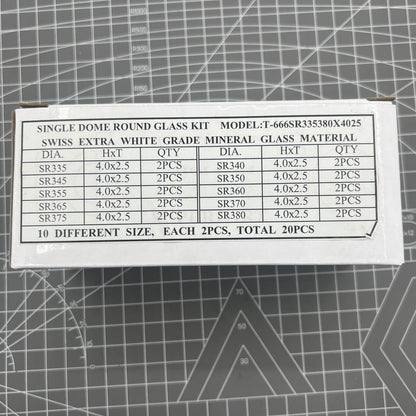 SINGLE DOME ROUND GLASS KIT MODEL:T-666SR335380X4025
SWISS EXTRA WHITE GRADE MINERAL GLASS MATERIAL
DIA. HxT QTY DIA. HxT QTY
SR335 4.0x2.5 2PCS SR340 4.0x2.5 2PCS
SR345 4.0x2.5 2PCS SR350 4.0x2.5 2PCS
SR355 4.0x2.5 2PCS SR360 4.0x2.5 2PCS
SR365 4.0x2.5 2PCS SR370 4.0x2.5 2PCS
SR375 4.0x2.5 2PCS SR380 4.0x2.5 2PCS
10 DIFFERENT SIZE, EACH 2PCS, TOTAL 20PCS
70
60
50